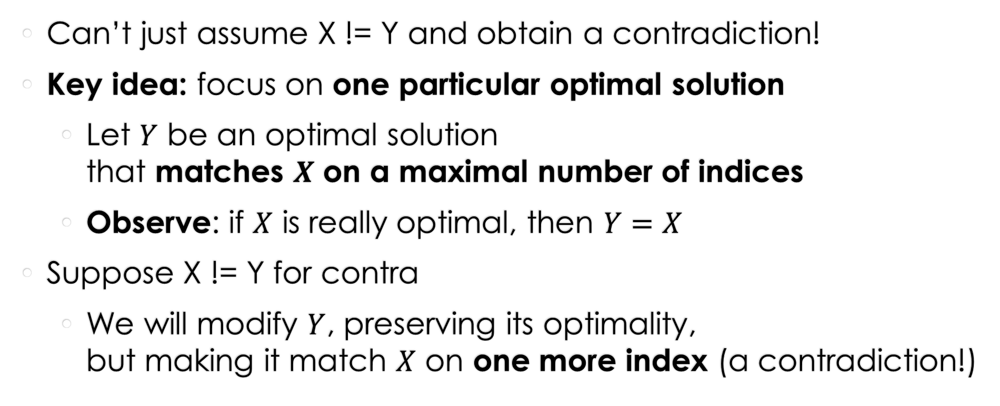 Can’t just assume X != Y and obtain a contradiction!
Key idea: focus on one particular optimal solution
Let Y be an optimal solution
that matches X on a maximal number of indices
Observe: if X is really optimal, then Y = X
Suppose X != Y for contra
We will modify Y, preserving its optimality,
but making it match X on one more index (a contradiction!)